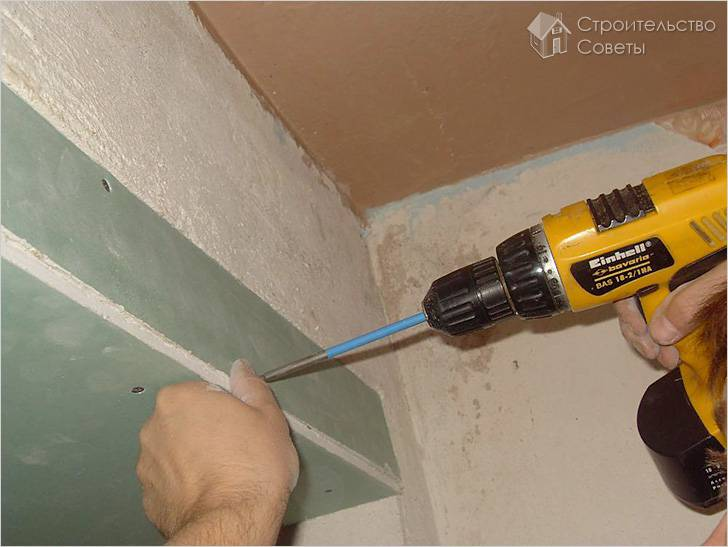 Строительство
Советы
Einhell
bavaria
BAS 18-2/1HA